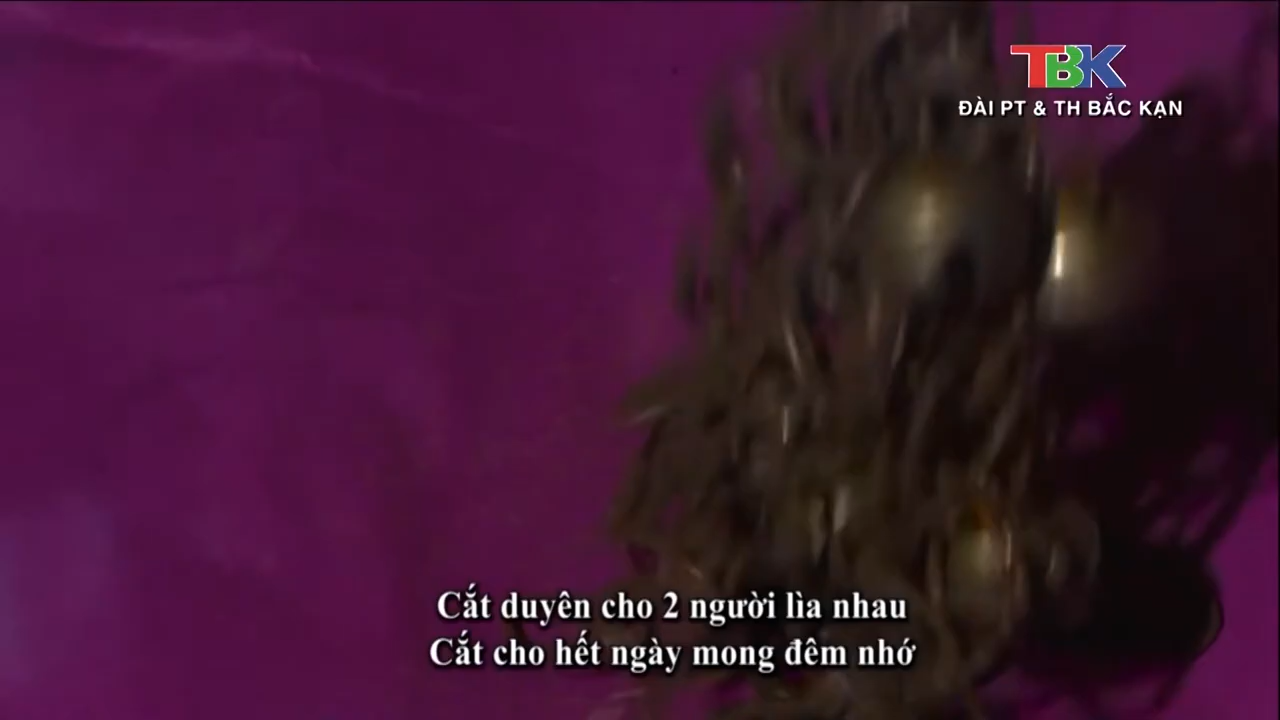 TBK
ĐÀI PT & TH BẮC KẠN
Cắt duyên cho 2 người lìa nhau
Cắt cho hết ngày mong đêm nhớ